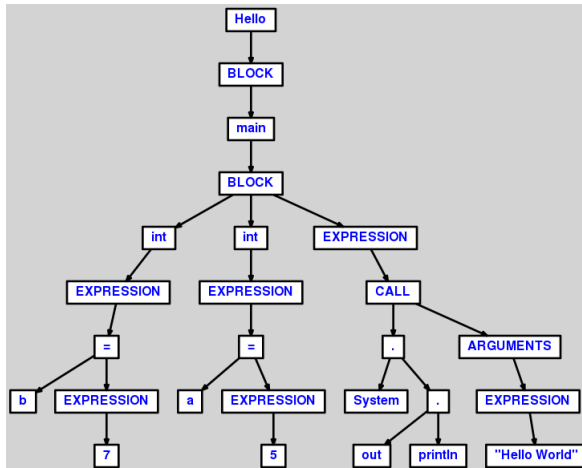 Hello
BLOCK
main
BLOCK
int int EXPRESSION
EXPRESSION EXPRESSION CALL
= = . ARGUMENTS
b EXPRESSION a EXPRESSION System . EXPRESSION
7 5 out println "Hello World"